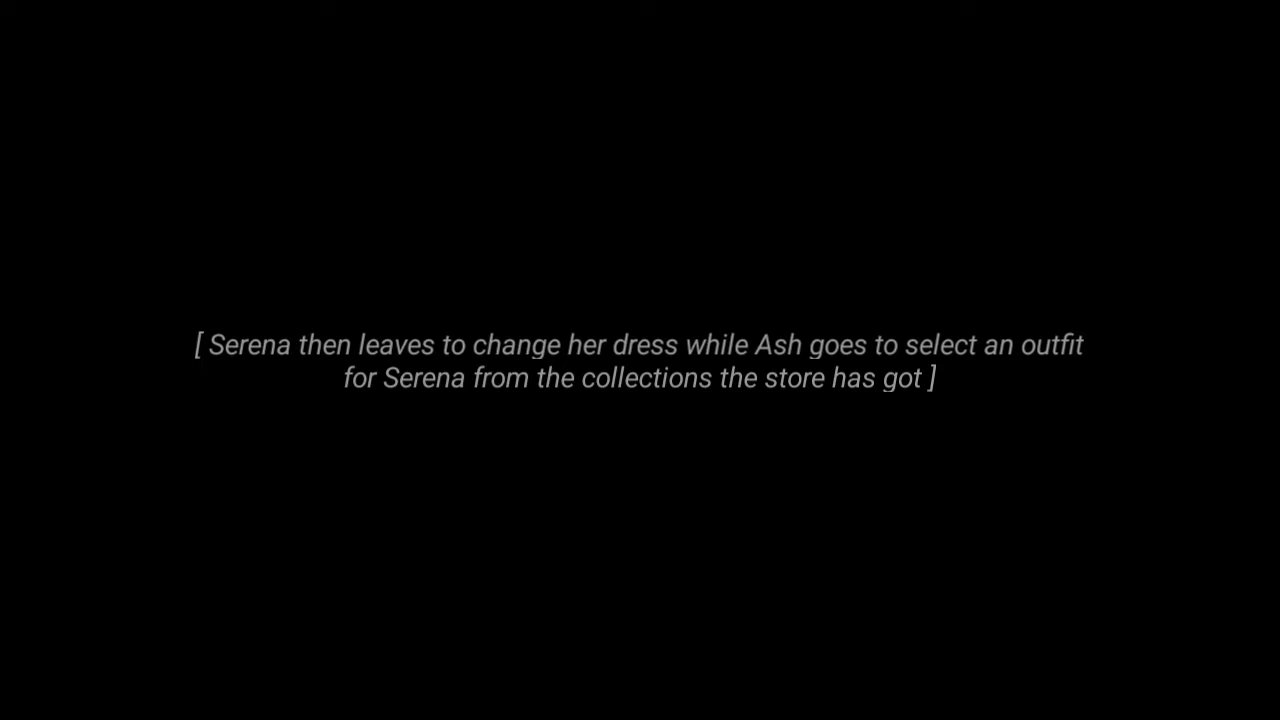 [ Serena then leaves to change her dress while Ash goes to select an outfit
for Serena from the collections the store has got ]